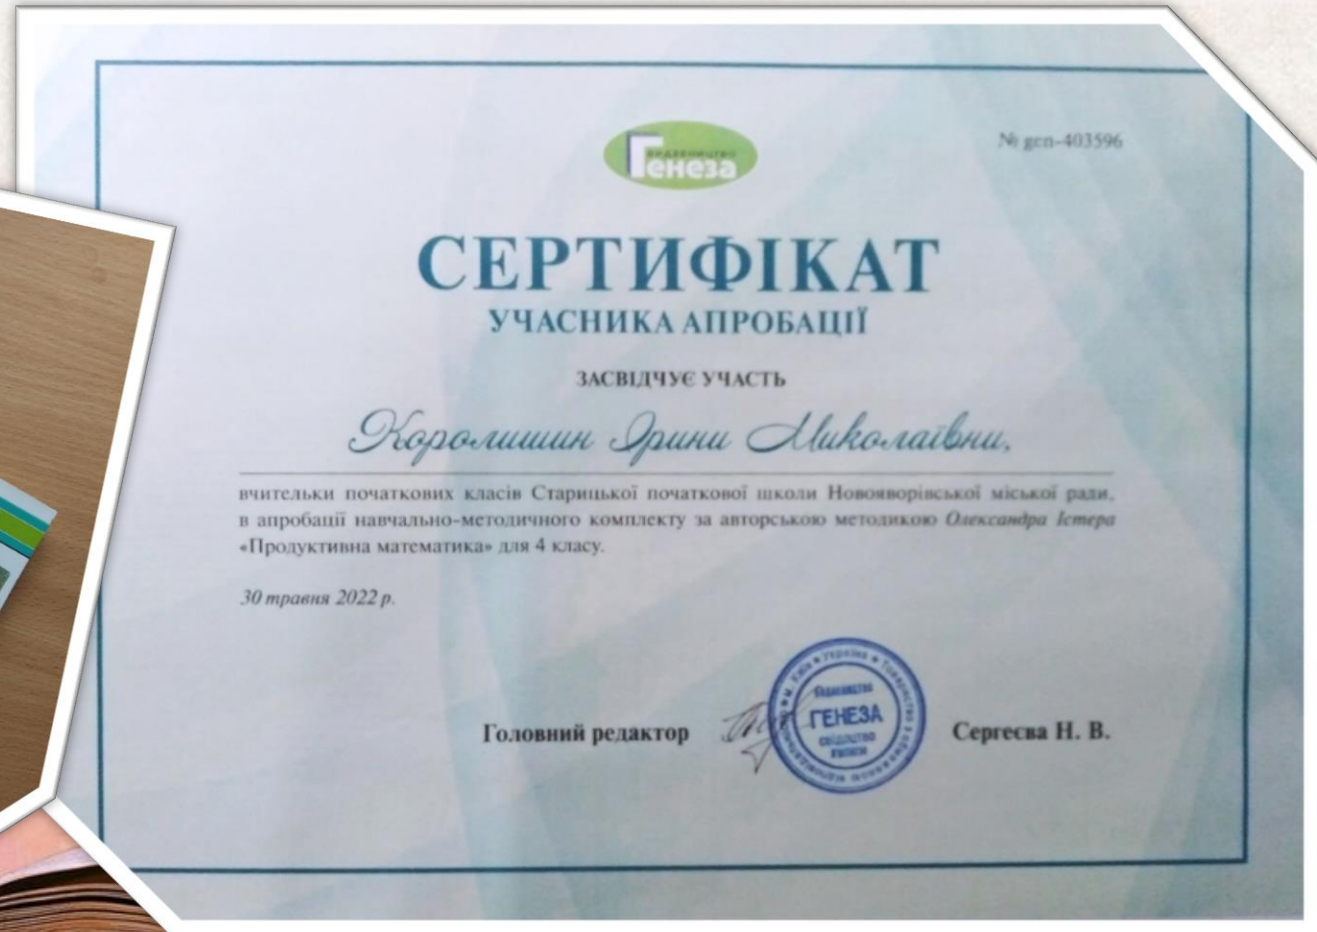 № gen-403596
ВИДАВНИЦТВО
Генеза
СЕРТИФІКАТ
УЧАСНИКА АПРОБАЦІЇ
ЗАСВІДЧУЄ УЧАСТЬ
Королишин Ірини Миколаївни,
вчительки початкових класів Старицької початкової школи Новояворівської міської ради,
в апробації навчально-методичного комплекту за авторською методикою Олександра Істера
«Продуктивна математика» для 4 класу.
30 травня 2022 р.
Головний редактор
ГЕНЕЗА
Сергеєва Н. В.